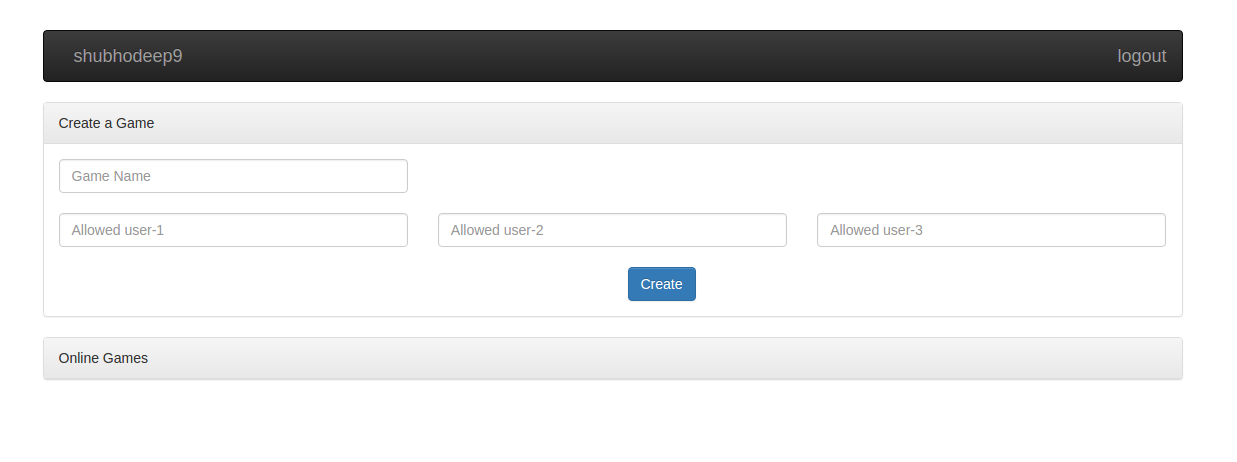 shubhodeep9 logout
Create a Game
Game Name
Allowed user-1 Allowed user-2 Allowed user-3
Create
Online Games